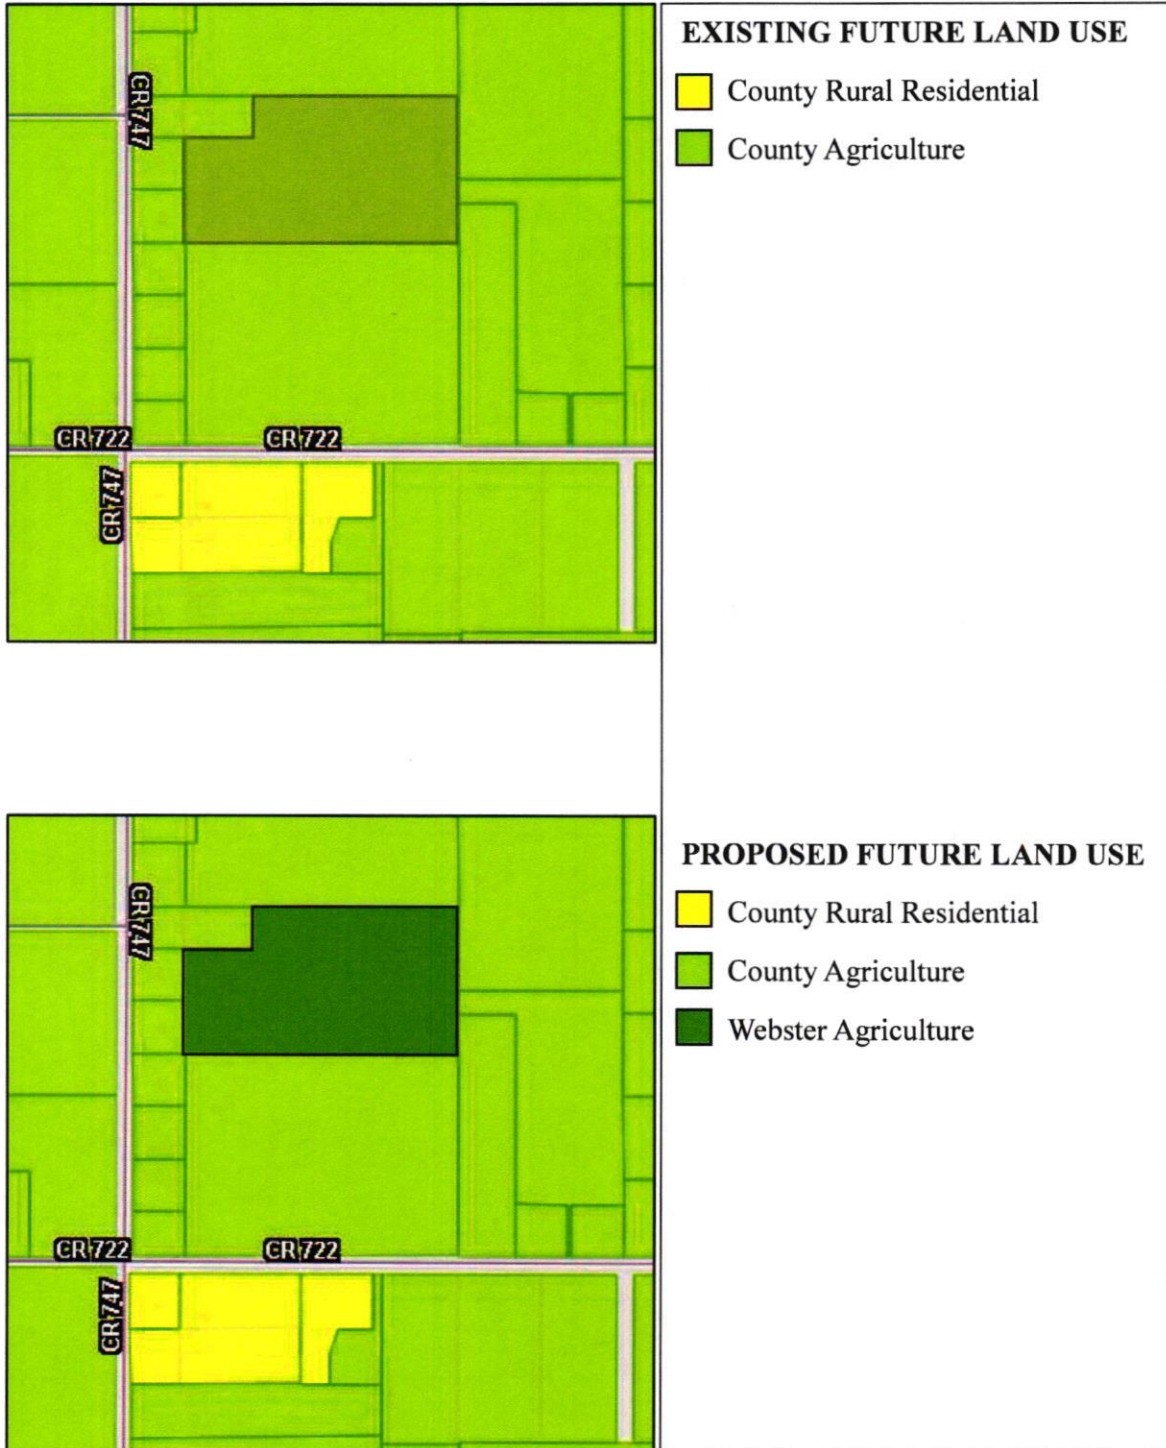 EXISTING FUTURE LAND USE
County Rural Residential
County Agriculture
CR 747
CR 722
CR 722
CR 747
PROPOSED FUTURE LAND USE
County Rural Residential
County Agriculture
Webster Agriculture
CR 747
CR 722
CR 722
CR 747